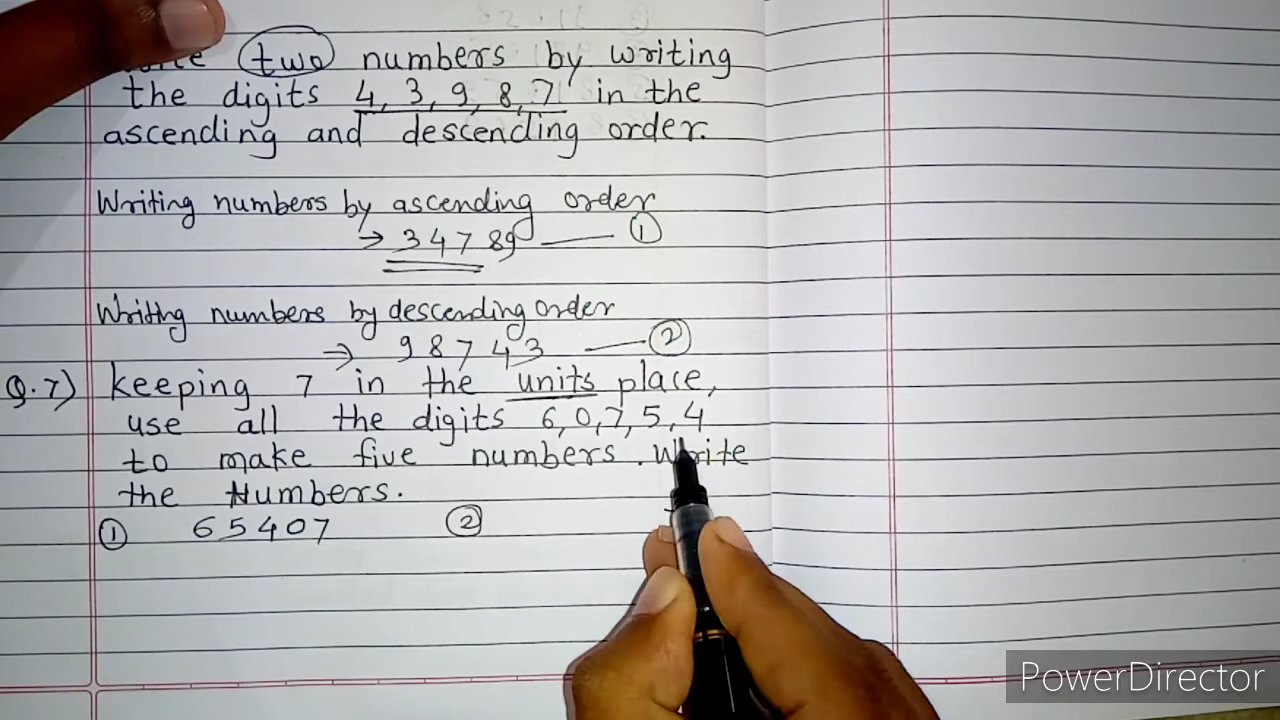 two numbers by writing
the digits 4, 3, 9, 8, 7 in the
ascending and descending order.
Writing numbers by ascending order
→ 34789 — ①
Writing numbers by descending order
→ 98743 — ②
Q.7) keeping 7 in the units place,
use all the digits 6,0,7,5,4
to make five numbers. Write
the Numbers.
① 65407 ②
PowerDirector